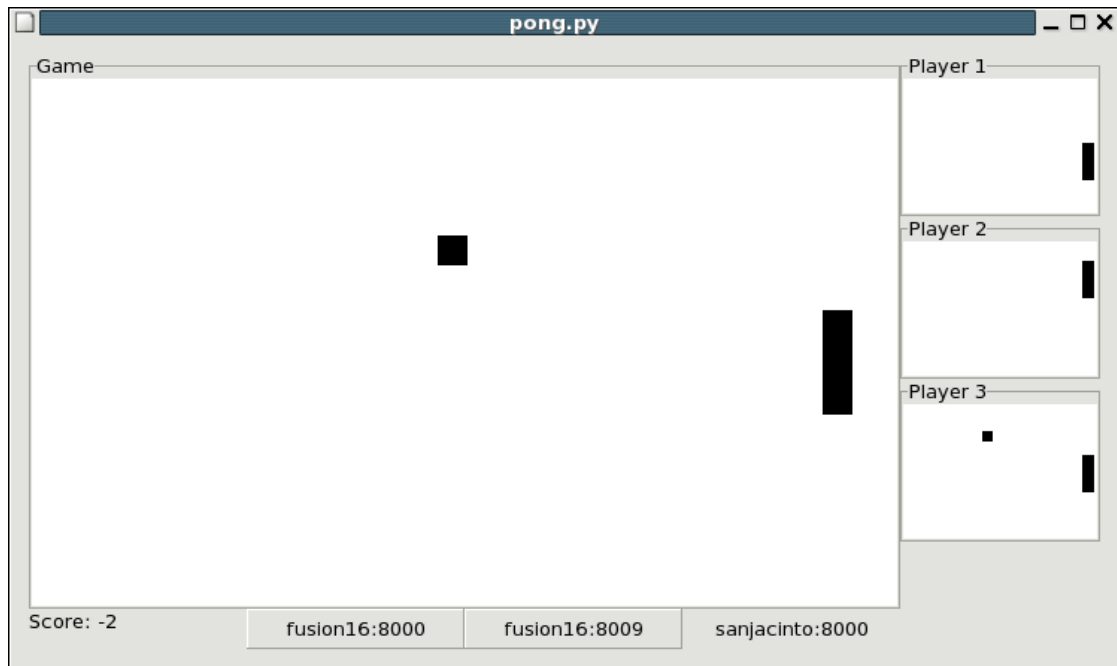 pong.py
Game
Player 1
Player 2
Player 3
Score: -2
fusion16:8000
fusion16:8009
sanjacinto:8000